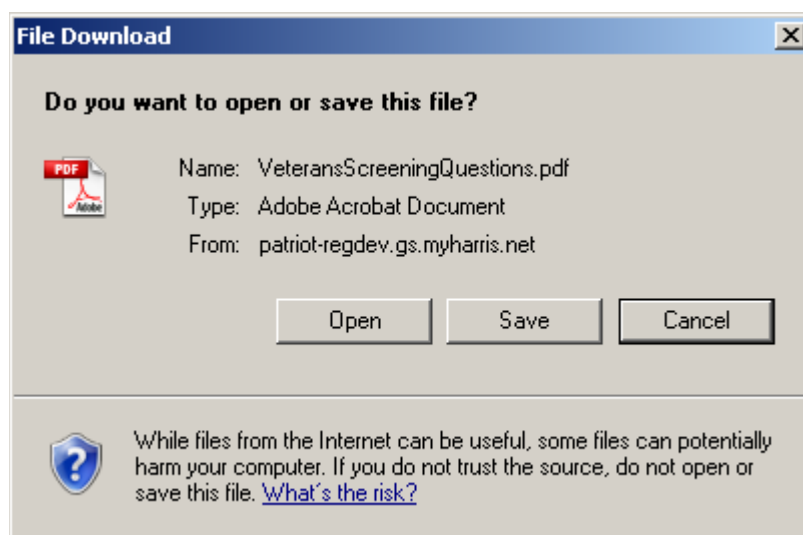 File Download
Do you want to open or save this file?
PDF
Adobe
Name: VeteransScreeningQuestions.pdf
Type: Adobe Acrobat Document
From: patriot-regdev.gs.myharris.net
Open Save Cancel
While files from the Internet can be useful, some files can potentially
harm your computer. If you do not trust the source, do not open or
save this file. What's the risk?